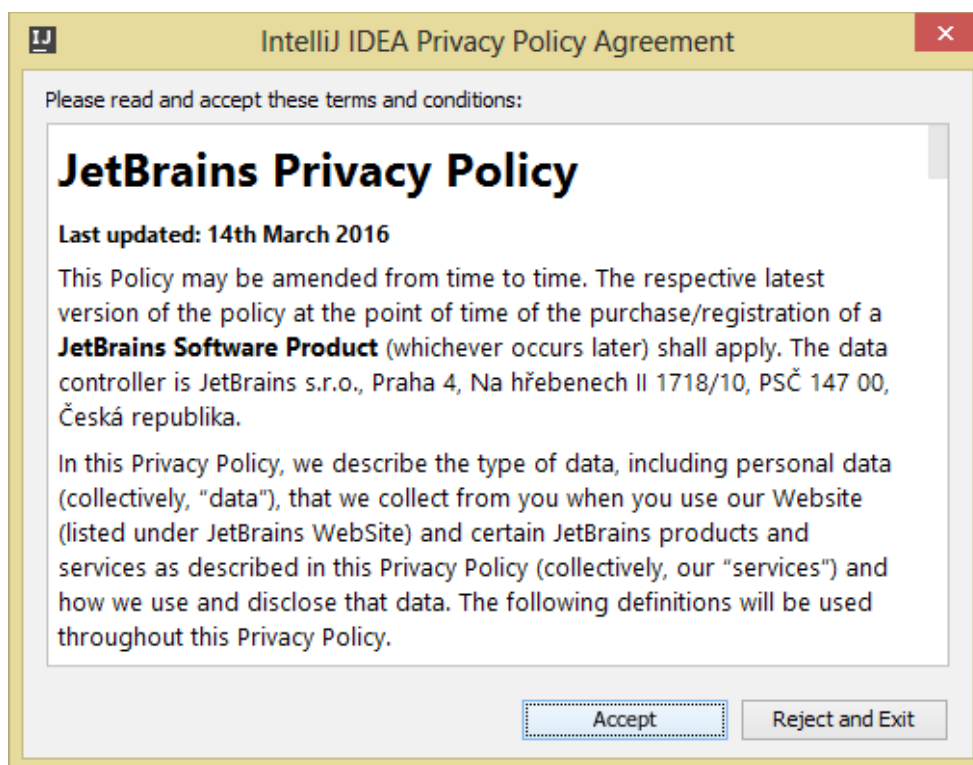 IJ
IntelliJ IDEA Privacy Policy Agreement
Please read and accept these terms and conditions:
JetBrains Privacy Policy
Last updated: 14th March 2016
This Policy may be amended from time to time. The respective latest
version of the policy at the point of time of the purchase/registration of a
JetBrains Software Product (whichever occurs later) shall apply. The data
controller is JetBrains s.r.o., Praha 4, Na hřebenech II 1718/10, PSČ 147 00,
Česká republika.
In this Privacy Policy, we describe the type of data, including personal data
(collectively, “data”), that we collect from you when you use our Website
(listed under JetBrains WebSite) and certain JetBrains products and
services as described in this Privacy Policy (collectively, our “services”) and
how we use and disclose that data. The following definitions will be used
throughout this Privacy Policy.
Accept
Reject and Exit